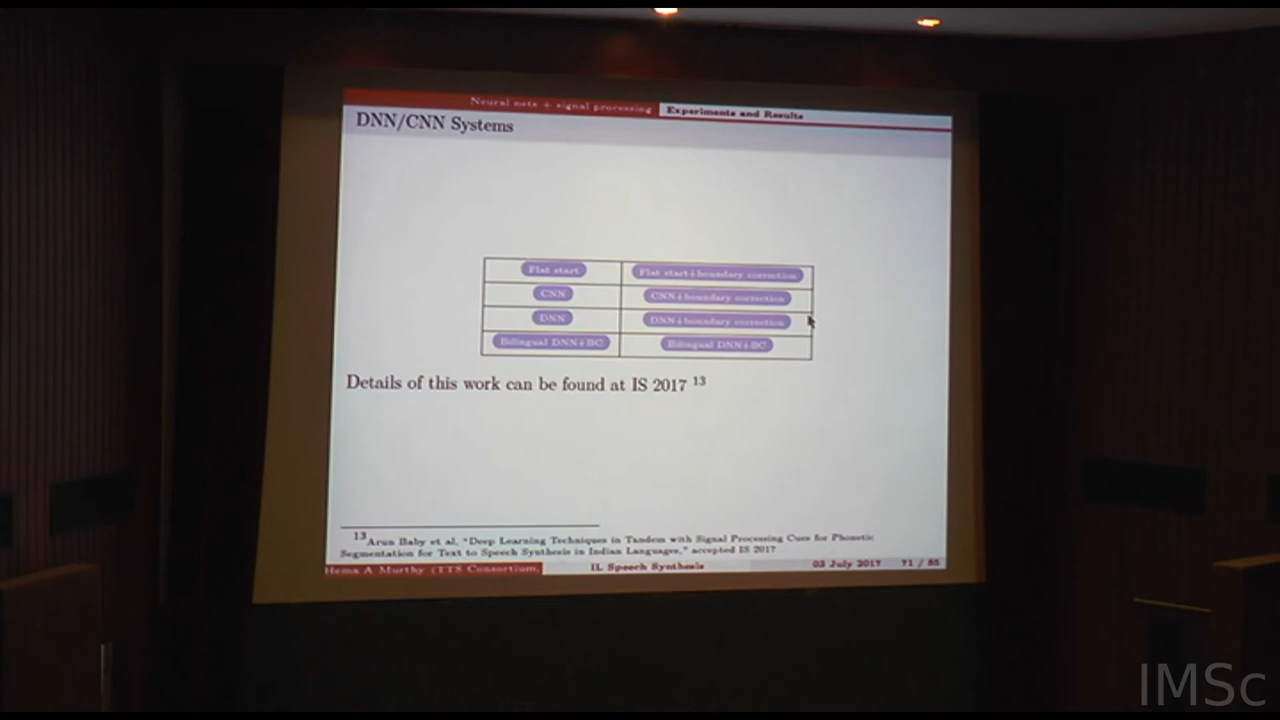 Neural nets + signal processing Experiments and Results
DNN/CNN Systems
Flat start Flat start+boundary correction
CNN CNN+boundary correction
DNN DNN+boundary correction
Bilingual DNN+BC Bilingual DNN+BC
Details of this work can be found at IS 2017 13
13 Arun Baby et al, "Deep Learning Techniques in Tandem with Signal Processing Cues for Phonetic
Segmentation for Text to Speech Synthesis in Indian Languages," accepted IS 2017
Hema A Murthy (TTS Consortium, IL Speech Synthesis 03 July 2017 71 / 85
IMSc